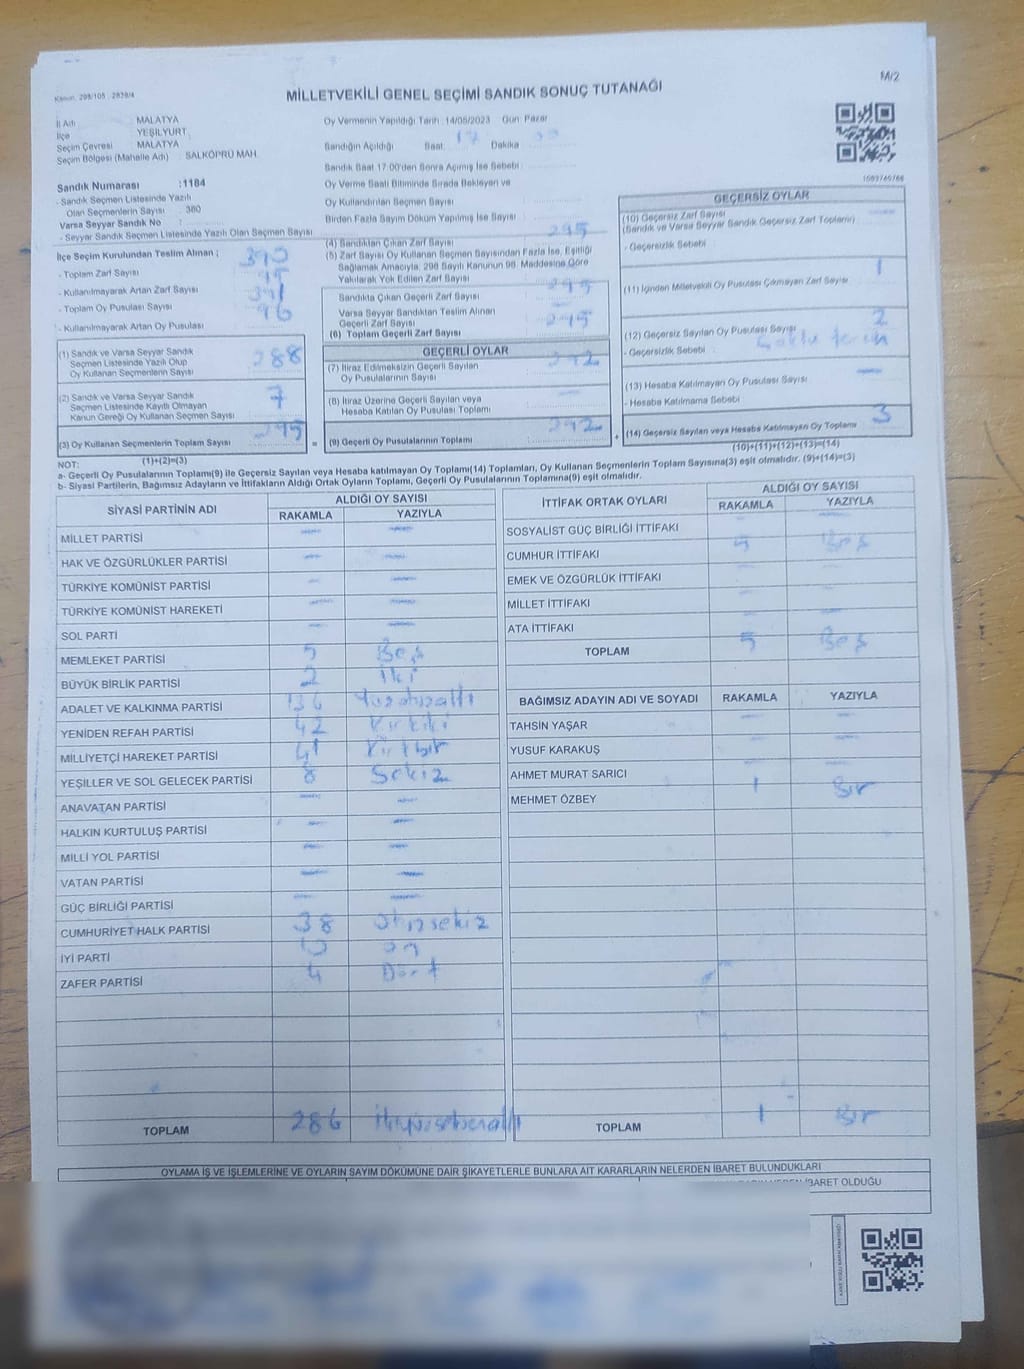 Kanun: 298/105 - 2839/4
M/2
MİLLETVEKİLİ GENEL SEÇİMİ SANDIK SONUÇ TUTANAĞI
İl Adı : MALATYA
İlçe : YEŞİLYURT
Seçim Çevresi : MALATYA
Seçim Bölgesi (Mahalle Adı) : SALKÖPRÜ MAH.
Sandık Numarası : 1184
- Sandık Seçmen Listesinde Yazılı
Olan Seçmenlerin Sayısı : 380
Varsa Seyyar Sandık No :
- Seyyar Sandık Seçmen Listesinde Yazılı Olan Seçmen Sayısı
İlçe Seçim Kurulundan Teslim Alınan ;
- Toplam Zarf Sayısı 390
- Kullanılmayarak Artan Zarf Sayısı 95
- Toplam Oy Pusulası Sayısı 391
- Kullanılmayarak Artan Oy Pusulası 96
(1) Sandık ve Varsa Seyyar Sandık
Seçmen Listesinde Yazılı Olup
Oy Kullanan Seçmenlerin Sayısı 288
(2) Sandık ve Varsa Seyyar Sandık
Seçmen Listesinde Kayıtlı Olmayan
Kanun Gereği Oy Kullanan Seçmen Sayısı 7
(3) Oy Kullanan Seçmenlerin Toplam Sayısı 295
(1)+(2)=(3)
Oy Vermenin Yapıldığı Tarih : 14/05/2023 Gün: Pazar
Sandığın Açıldığı Saat: 17 Dakika
Sandık Saat 17:00'den Sonra Açılmış İse Sebebi :
Oy Verme Saati Bitiminde Sırada Bekleyen ve
Oy Kullandırılan Seçmen Sayısı
Birden Fazla Sayım Döküm Yapılmış İse Sayısı
(4) Sandıktan Çıkan Zarf Sayısı 295
(5) Zarf Sayısı Oy Kullanan Seçmen Sayısından Fazla İse, Eşitliği
Sağlamak Amacıyla, 298 Sayılı Kanunun 98. Maddesine Göre
Yakılarak Yok Edilen Zarf Sayısı
Sandıkta Çıkan Geçerli Zarf Sayısı 295
Varsa Seyyar Sandıktan Teslim Alınan
Geçerli Zarf Sayısı —
(6) Toplam Geçerli Zarf Sayısı 295
GEÇERLİ OYLAR
(7) İtiraz Edilmeksizin Geçerli Sayılan
Oy Pusulalarının Sayısı 292
(8) İtiraz Üzerine Geçerli Sayılan veya
Hesaba Katılan Oy Pusulası Toplamı —
= (9) Geçerli Oy Pusulalarının Toplamı 292
1083749766
GEÇERSİZ OYLAR
(10) Geçersiz Zarf Sayısı —
(Sandık ve Varsa Seyyar Sandık Geçersiz Zarf Toplamı)
- Geçersizlik Sebebi
(11) İçinden Milletvekili Oy Pusulası Çıkmayan Zarf Sayısı 1
(12) Geçersiz Sayılan Oy Pusulası Sayısı 2
- Geçersizlik Sebebi :
(13) Hesaba Katılmayan Oy Pusulası Sayısı —
- Hesaba Katılmama Sebebi
+ (14) Geçersiz Sayılan veya Hesaba Katılmayan Oy Toplamı 3
(10)+(11)+(12)+(13)=(14)
NOT:
a- Geçerli Oy Pusulalarının Toplamı(9) ile Geçersiz Sayılan veya Hesaba katılmayan Oy Toplamı(14) Toplamları, Oy Kullanan Seçmenlerin Toplam Sayısına(3) eşit olmalıdır. (9)+(14)=(3)
b- Siyasi Partilerin, Bağımsız Adayların ve İttifakların Aldığı Ortak Oyların Toplamı, Geçerli Oy Pusulalarının Toplamına(9) eşit olmalıdır.
SİYASİ PARTİNİN ADI ALDIĞI OY SAYISI
RAKAMLA YAZIYLA
MİLLET PARTİSİ — —
HAK VE ÖZGÜRLÜKLER PARTİSİ — —
TÜRKİYE KOMÜNİST PARTİSİ — —
TÜRKİYE KOMÜNİST HAREKETİ — —
SOL PARTİ — —
MEMLEKET PARTİSİ 5 Beş
BÜYÜK BİRLİK PARTİSİ 2 İki
ADALET VE KALKINMA PARTİSİ 136 Yüzotuzaltı
YENİDEN REFAH PARTİSİ 42 Kırkiki
MİLLİYETÇİ HAREKET PARTİSİ 41 Kırkbir
YEŞİLLER VE SOL GELECEK PARTİSİ 8 Sekiz
ANAVATAN PARTİSİ — —
HALKIN KURTULUŞ PARTİSİ — —
MİLLİ YOL PARTİSİ — —
VATAN PARTİSİ — —
GÜÇ BİRLİĞİ PARTİSİ — —
CUMHURİYET HALK PARTİSİ 38 Otuzsekiz
İYİ PARTİ 10 On
ZAFER PARTİSİ 4 Dört
TOPLAM 286
İTTİFAK ORTAK OYLARI ALDIĞI OY SAYISI
RAKAMLA YAZIYLA
SOSYALİST GÜÇ BİRLİĞİ İTTİFAKI — —
CUMHUR İTTİFAKI 5 Beş
EMEK VE ÖZGÜRLÜK İTTİFAKI — —
MİLLET İTTİFAKI — —
ATA İTTİFAKI — —
TOPLAM 5 Beş
BAĞIMSIZ ADAYIN ADI VE SOYADI RAKAMLA YAZIYLA
TAHSİN YAŞAR — —
YUSUF KARAKUŞ — —
AHMET MURAT SARICI — —
MEHMET ÖZBEY 1 Bir
TOPLAM 1 Bir
OYLAMA İŞ VE İŞLEMLERİNE VE OYLARIN SAYIM DÖKÜMÜNE DAİR ŞİKAYETLERLE BUNLARA AİT KARARLARIN NELERDEN İBARET BULUNDUKLARI
İBARET OLDUĞU